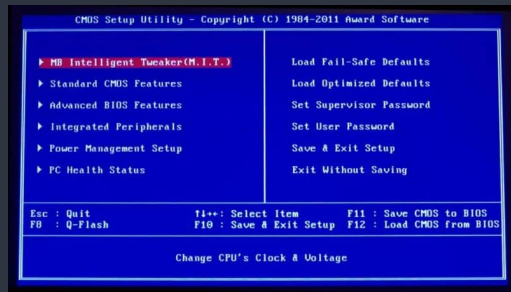 CMOS Setup Utility - Copyright (C) 1984-2011 Award Software
▶ MB Intelligent Tweaker(M.I.T.)
▶ Standard CMOS Features
▶ Advanced BIOS Features
▶ Integrated Peripherals
▶ Power Management Setup
▶ PC Health Status
Load Fail-Safe Defaults
Load Optimized Defaults
Set Supervisor Password
Set User Password
Save & Exit Setup
Exit Without Saving
Esc : Quit
F8 : Q-Flash
↑↓→←: Select Item
F10 : Save & Exit Setup
F11 : Save CMOS to BIOS
F12 : Load CMOS from BIOS
Change CPU's Clock & Voltage